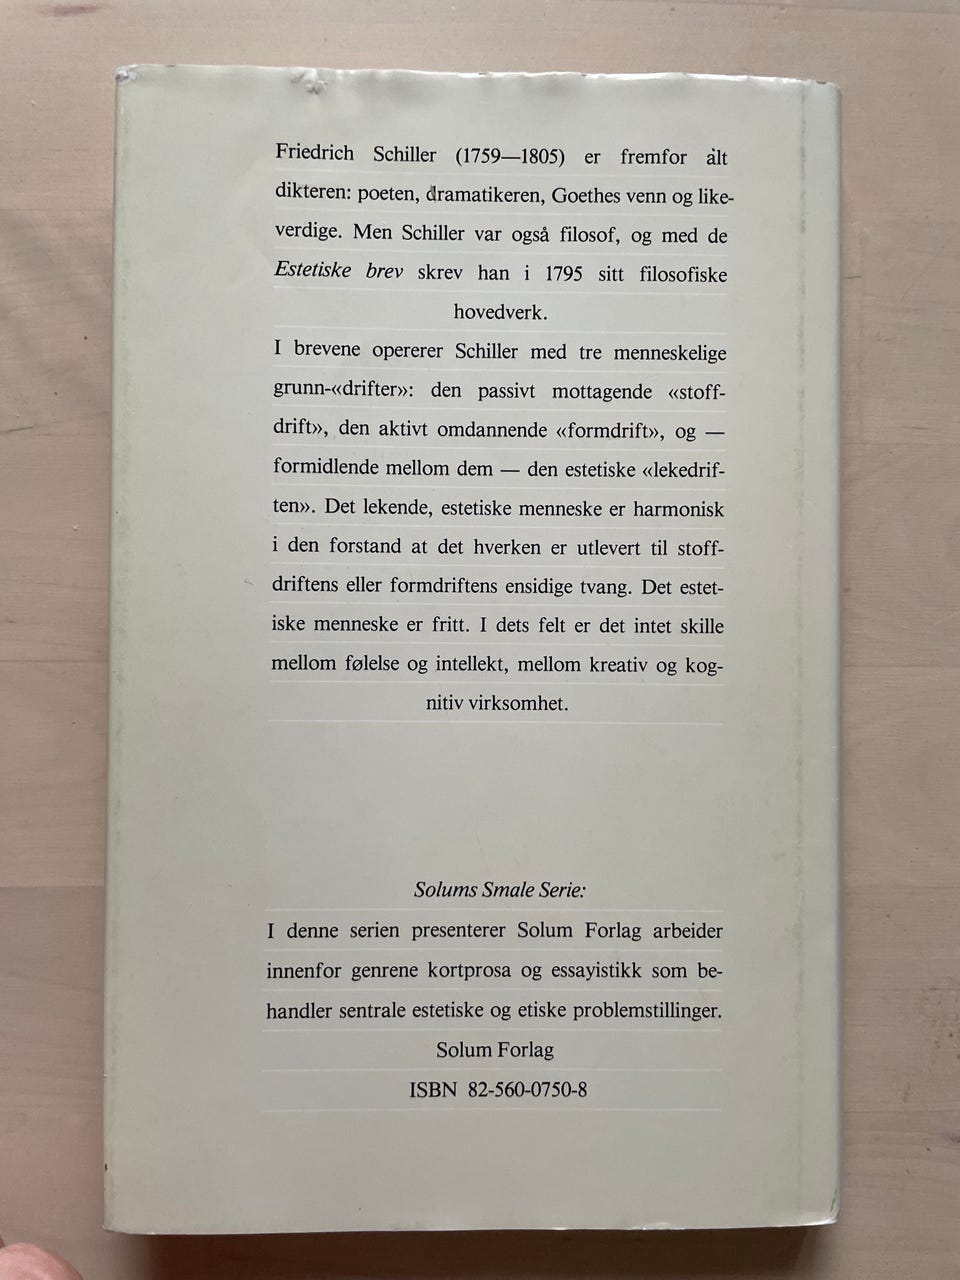 Friedrich Schiller (1759—1805) er fremfor alt
dikteren: poeten, dramatikeren, Goethes venn og like-
verdige. Men Schiller var også filosof, og med de
Estetiske brev skrev han i 1795 sitt filosofiske
hovedverk.
I brevene opererer Schiller med tre menneskelige
grunn-«drifter»: den passivt mottagende «stoff-
drift», den aktivt omdannende «formdrift», og —
formidlende mellom dem — den estetiske «lekedrif-
ten». Det lekende, estetiske menneske er harmonisk
i den forstand at det hverken er utlevert til stoff-
driftens eller formdriftens ensidige tvang. Det estet-
iske menneske er fritt. I dets felt er det intet skille
mellom følelse og intellekt, mellom kreativ og kog-
nitiv virksomhet.
Solums Smale Serie:
I denne serien presenterer Solum Forlag arbeider
innenfor genrene kortprosa og essayistikk som be-
handler sentrale estetiske og etiske problemstillinger.
Solum Forlag
ISBN 82-560-0750-8